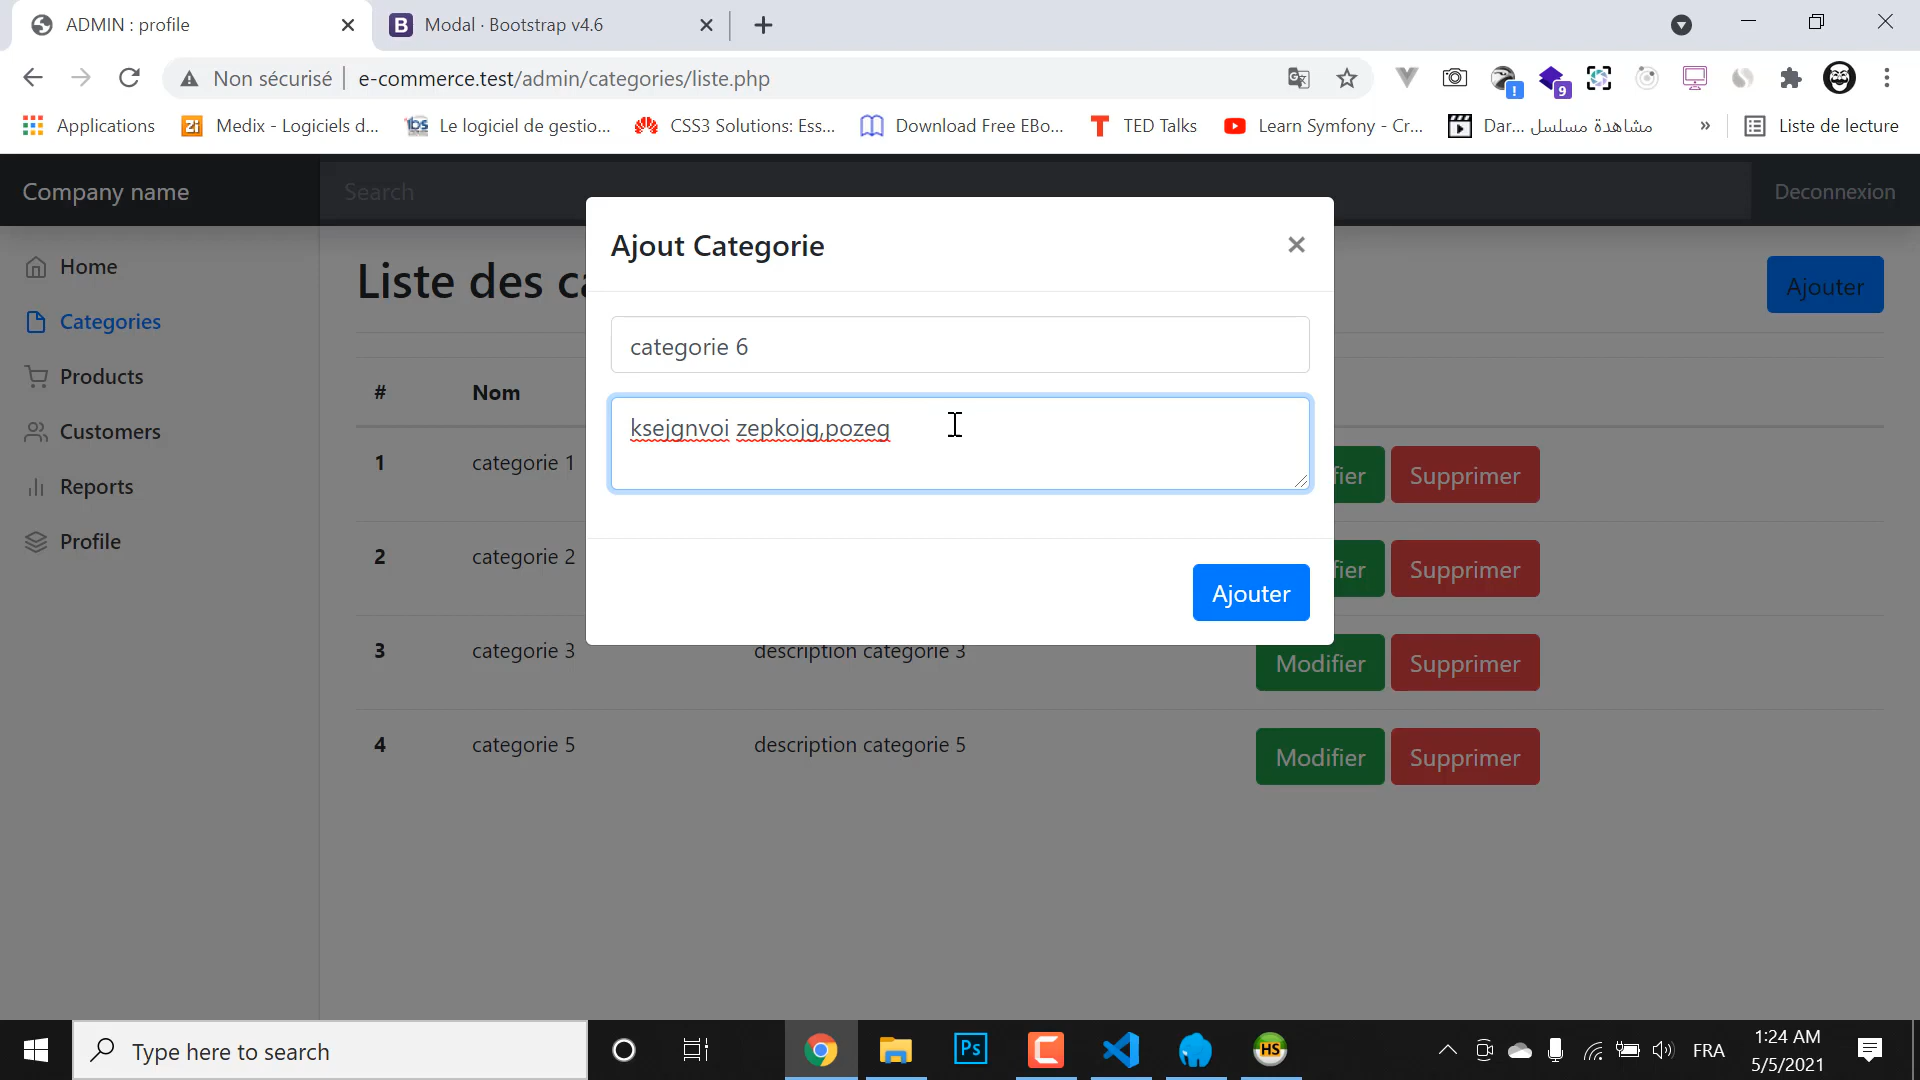 ADMIN : profile
Modal · Bootstrap v4.6
Non sécurisé
e-commerce.test/admin/categories/liste.php
9
Applications
Medix - Logiciels d...
Le logiciel de gestio...
CSS3 Solutions: Ess...
Download Free EBo...
TED Talks
Learn Symfony - Cr...
Dar... مشاهدة مسلسل
»
Liste de lecture
Company name
Search
Deconnexion
Home
Categories
Products
Customers
Reports
Profile
Liste des ca
Ajouter
Ajout Categorie
×
categorie 6
ksejgnvoi zepkojg,pozeg
Ajouter
# Nom
1 categorie 1 fier Supprimer
2 categorie 2 fier Supprimer
3 categorie 3 description categorie 3 Modifier Supprimer
4 categorie 5 description categorie 5 Modifier Supprimer
Type here to search
Ps
HS
FRA
1:24 AM
5/5/2021